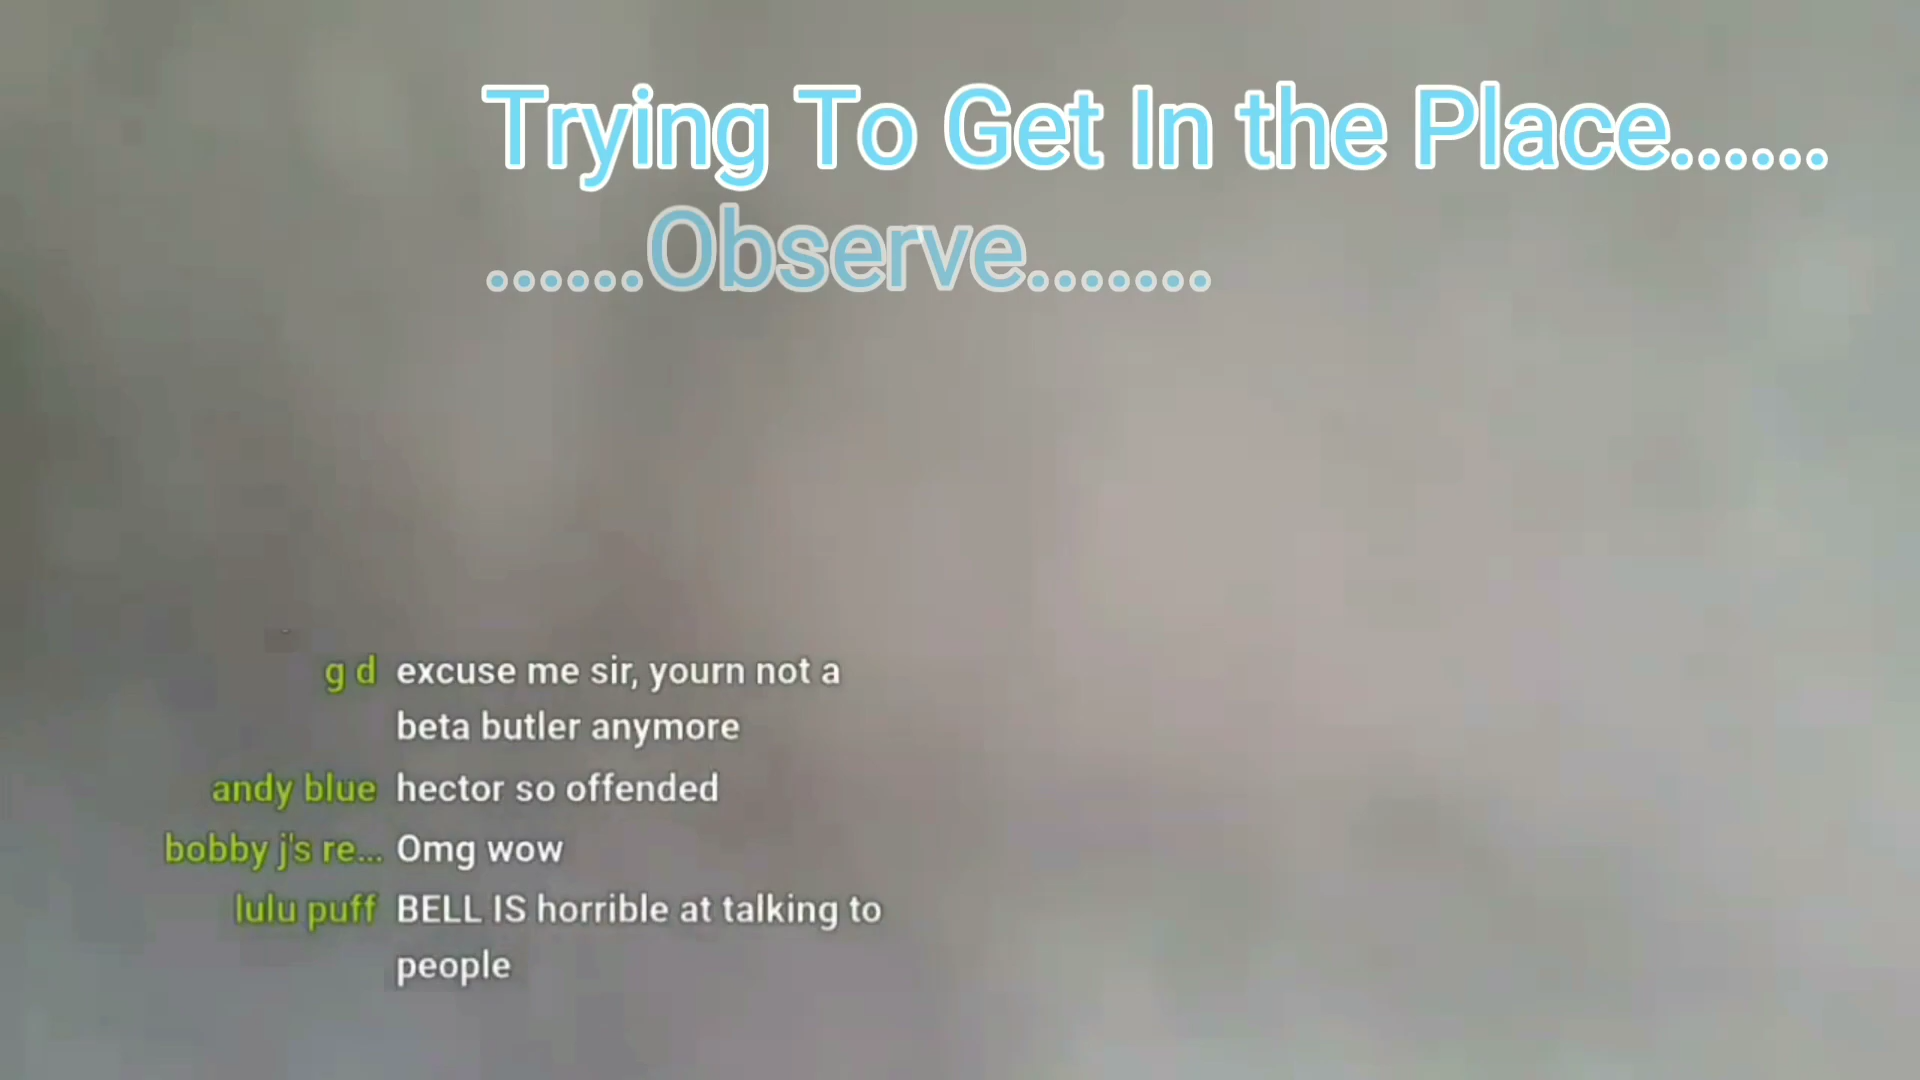 Trying To Get In the Place......
......Observe.......
g d excuse me sir, yourn not a
beta butler anymore
andy blue hector so offended
bobby j's re... Omg wow
lulu puff BELL IS horrible at talking to
people